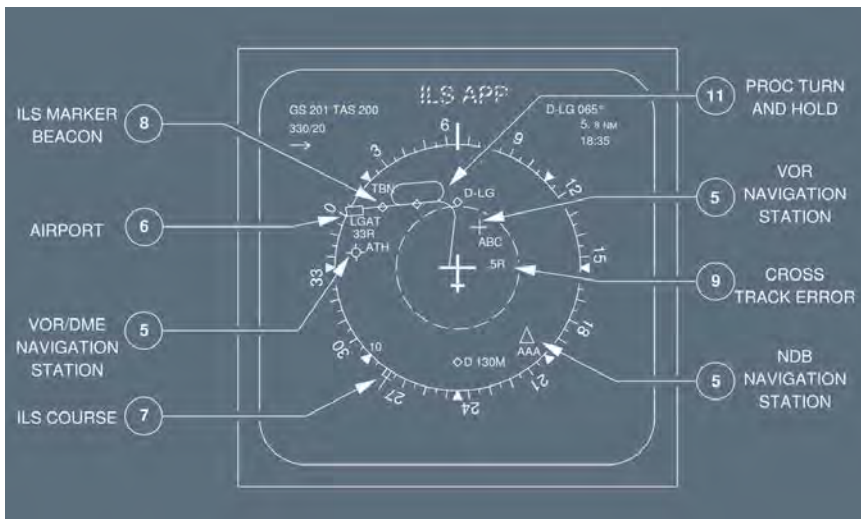 ILS APP
GS 201 TAS 200
330/20
D-LG 065°
5.8 NM
18:35
ILS MARKER
BEACON
8
AIRPORT
6
VOR/DME
NAVIGATION
STATION
5
ILS COURSE
7
11
PROC TURN
AND HOLD
5
VOR
NAVIGATION
STATION
9
CROSS
TRACK ERROR
5
NDB
NAVIGATION
STATION
0
3
6
9
12
15
18
21
24
27
30
33
TBN
D-LG
LGAT
33R
ATH
ABC
.5R
10
AAA
D 130M